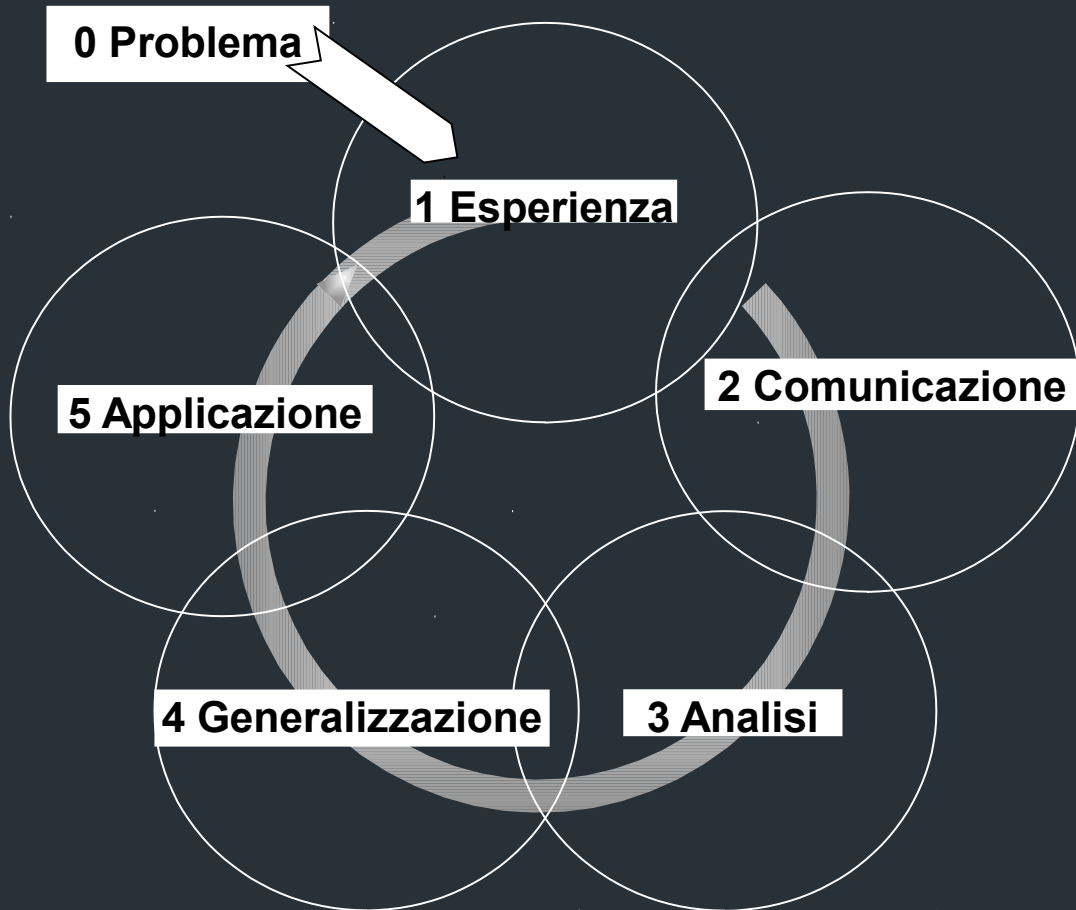 0 Problema
1 Esperienza
2 Comunicazione
3 Analisi
4 Generalizzazione
5 Applicazione